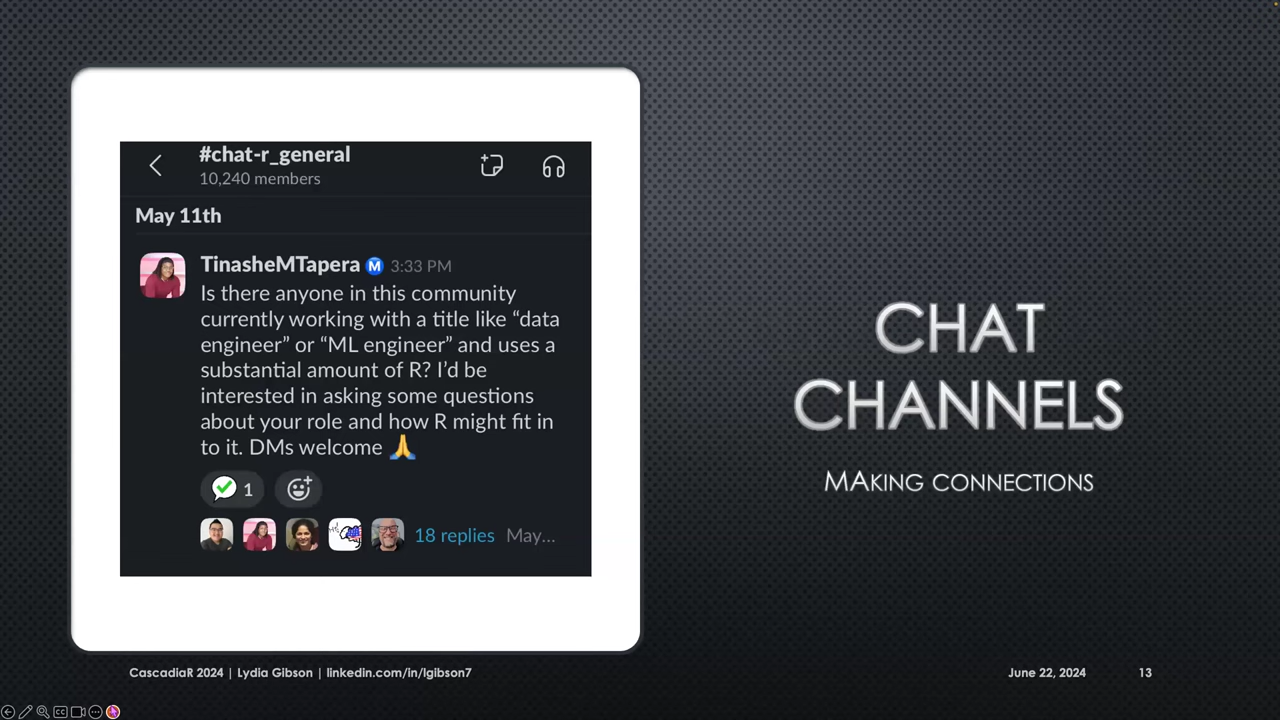 #chat-r_general
10,240 members
May 11th
TinasheMTapera M 3:33 PM
Is there anyone in this community
currently working with a title like “data
engineer” or “ML engineer” and uses a
substantial amount of R? I’d be
interested in asking some questions
about your role and how R might fit in
to it. DMs welcome 🙏
1
18 replies May...
CHAT
CHANNELS
MAKING CONNECTIONS
CascadiaR 2024 | Lydia Gibson | linkedin.com/in/lgibson7
June 22, 2024
13